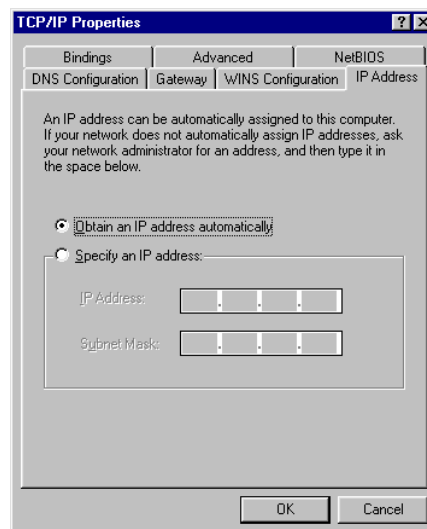 TCP/IP Properties
Bindings Advanced NetBIOS
DNS Configuration Gateway WINS Configuration IP Address
An IP address can be automatically assigned to this computer.
If your network does not automatically assign IP addresses, ask
your network administrator for an address, and then type it in
the space below.
Obtain an IP address automatically
Specify an IP address:
IP Address:
Subnet Mask:
OK Cancel